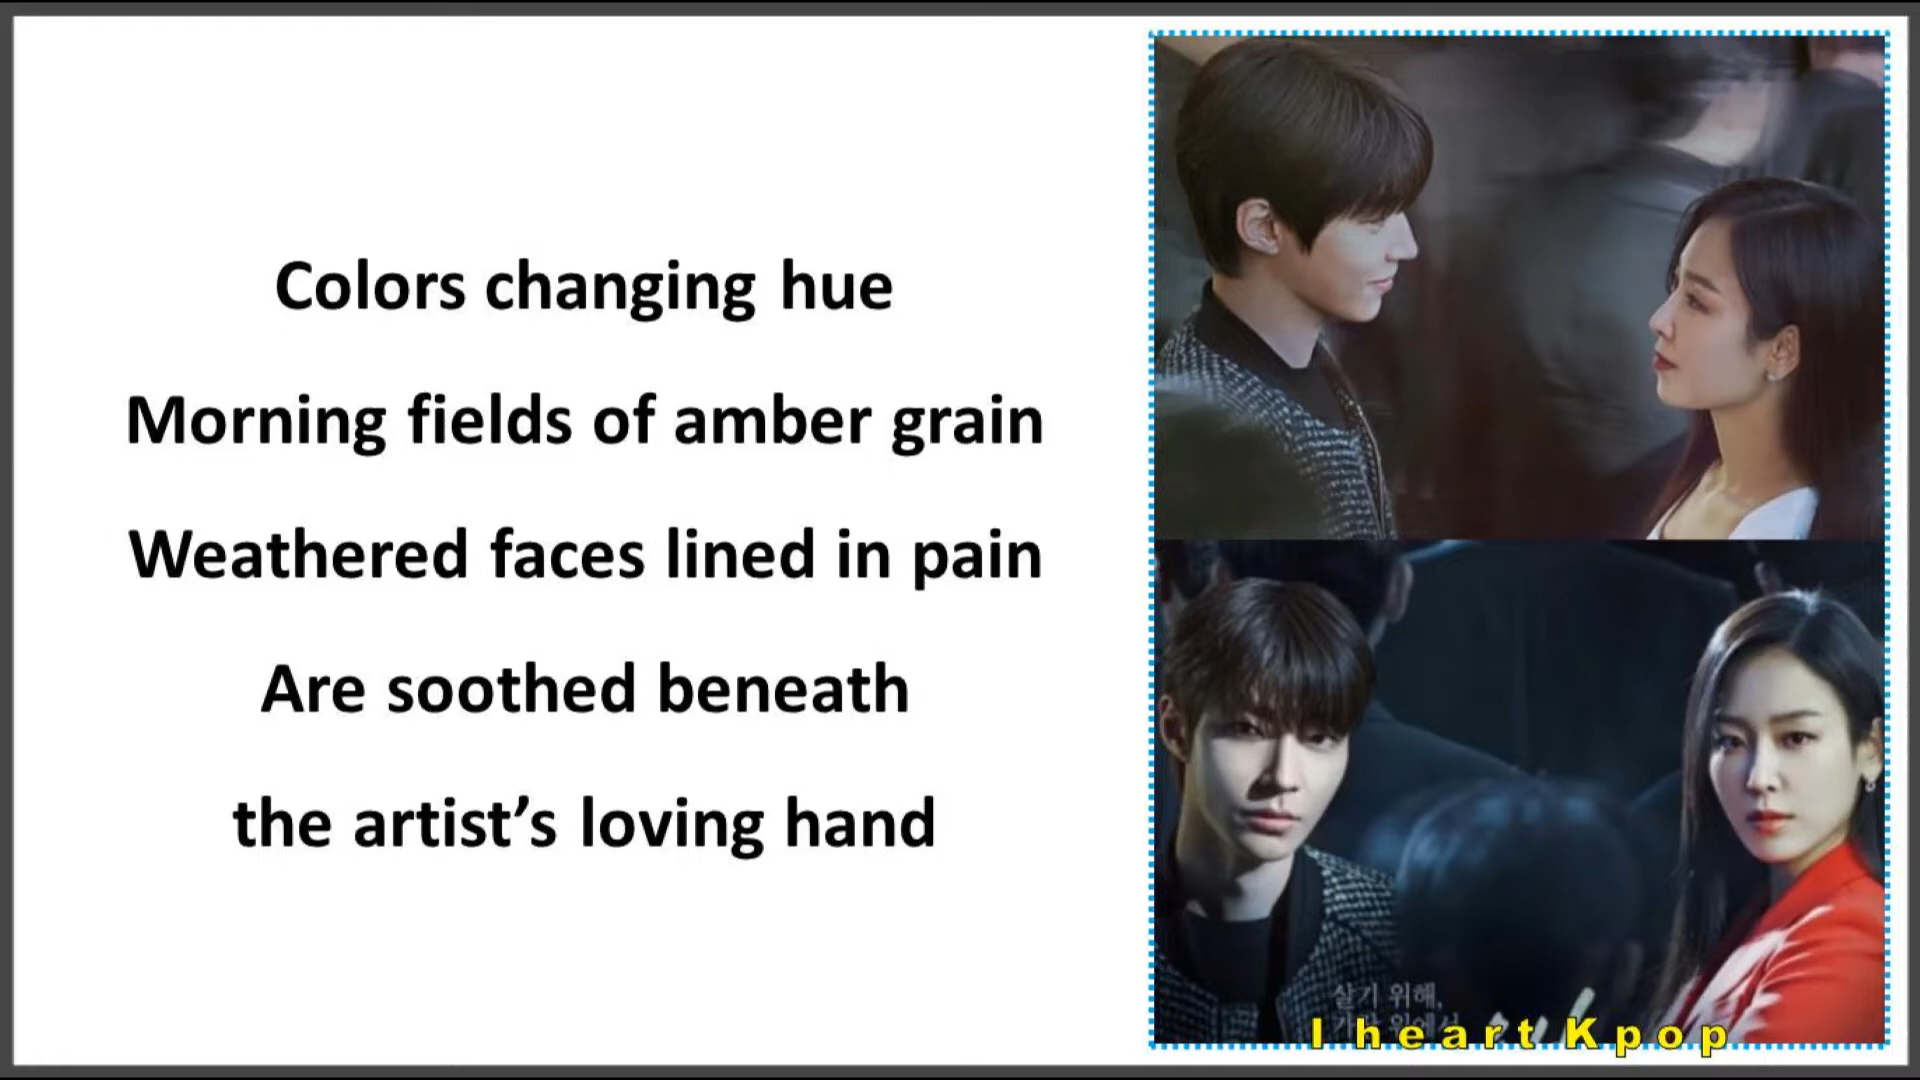 Colors changing hue
Morning fields of amber grain
Weathered faces lined in pain
Are soothed beneath
the artist’s loving hand
살기 위해,
I heart Kpop